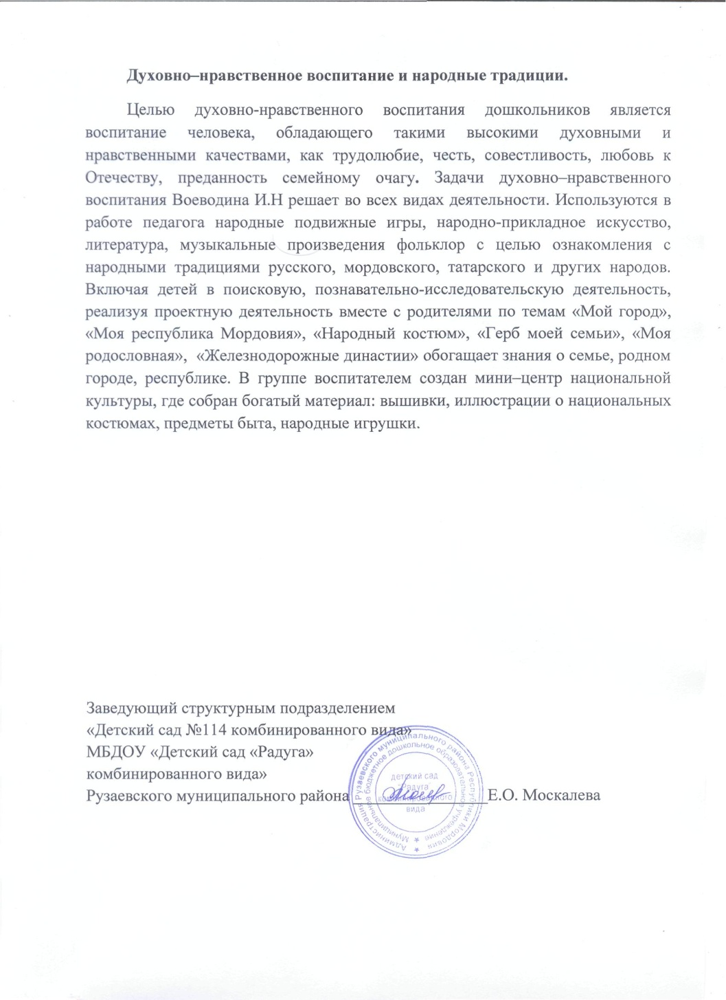 Духовно–нравственное воспитание и народные традиции.
Целью духовно-нравственного воспитания дошкольников является
воспитание человека, обладающего такими высокими духовными и
нравственными качествами, как трудолюбие, честь, совестливость, любовь к
Отечеству, преданность семейному очагу. Задачи духовно–нравственного
воспитания Воеводина И.Н решает во всех видах деятельности. Используются в
работе педагога народные подвижные игры, народно-прикладное искусство,
литература, музыкальные произведения фольклор с целью ознакомления с
народными традициями русского, мордовского, татарского и других народов.
Включая детей в поисковую, познавательно-исследовательскую деятельность,
реализуя проектную деятельность вместе с родителями по темам «Мой город»,
«Моя республика Мордовия», «Народный костюм», «Герб моей семьи», «Моя
родословная», «Железнодорожные династии» обогащает знания о семье, родном
городе, республике. В группе воспитателем создан мини–центр национальной
культуры, где собран богатый материал: вышивки, иллюстрации о национальных
костюмах, предметы быта, народные игрушки.
Заведующий структурным подразделением
«Детский сад №114 комбинированного вида»
МБДОУ «Детский сад «Радуга»
комбинированного вида»
Рузаевского муниципального района ________________Е.О. Москалева
Администрация Рузаевского муниципального района Республики Мордовия
Муниципальное бюджетное дошкольное образовательное учреждение
детский сад
"Радуга"
комбинированного
вида